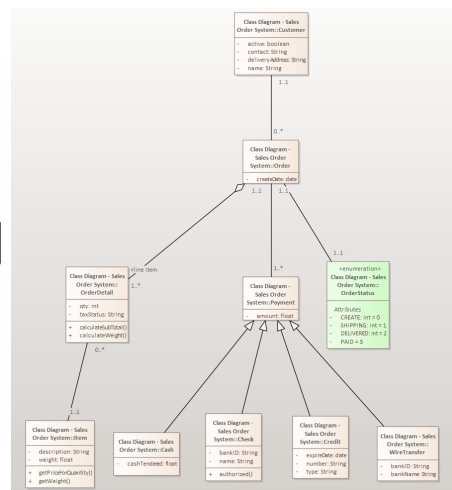 Class Diagram - Sales
Order System::Customer
- active: boolean
- contact: String
- deliveryAddress: String
- name: String
1..1
0..*
Class Diagram -
Sales Order
System::Order
- createDate: date
1..1
1..1
1..1
+line item
1..*
1..*
Class Diagram - Sales
Order System::
OrderDetail
- qty: int
- taxStatus: String
+ calculateSubTotal()
+ calculateWeight()
0..*
Class Diagram -
Sales Order
System::Payment
- amount: float
«enumeration»
Class Diagram -
Sales Order System::
OrderStatus
Attributes
- CREATE: int = 0
- SHIPPING: int = 1
- DELIVERED: int = 2
- PAID = 3
1..1
Class Diagram - Sales
Order System::Item
- description: String
- weight: float
+ getPriceForQuantity()
+ getWeight()
Class Diagram -
Sales Order
System::Cash
- cashTendered: float
Class Diagram -
Sales Order
System::Check
- bankID: String
- name: String
+ authorized()
Class Diagram -
Sales Order
System::Credit
- expireDate: date
- number: String
- type: String
Class Diagram -
Sales Order System::
WireTransfer
- bankID: String
- bankName: String